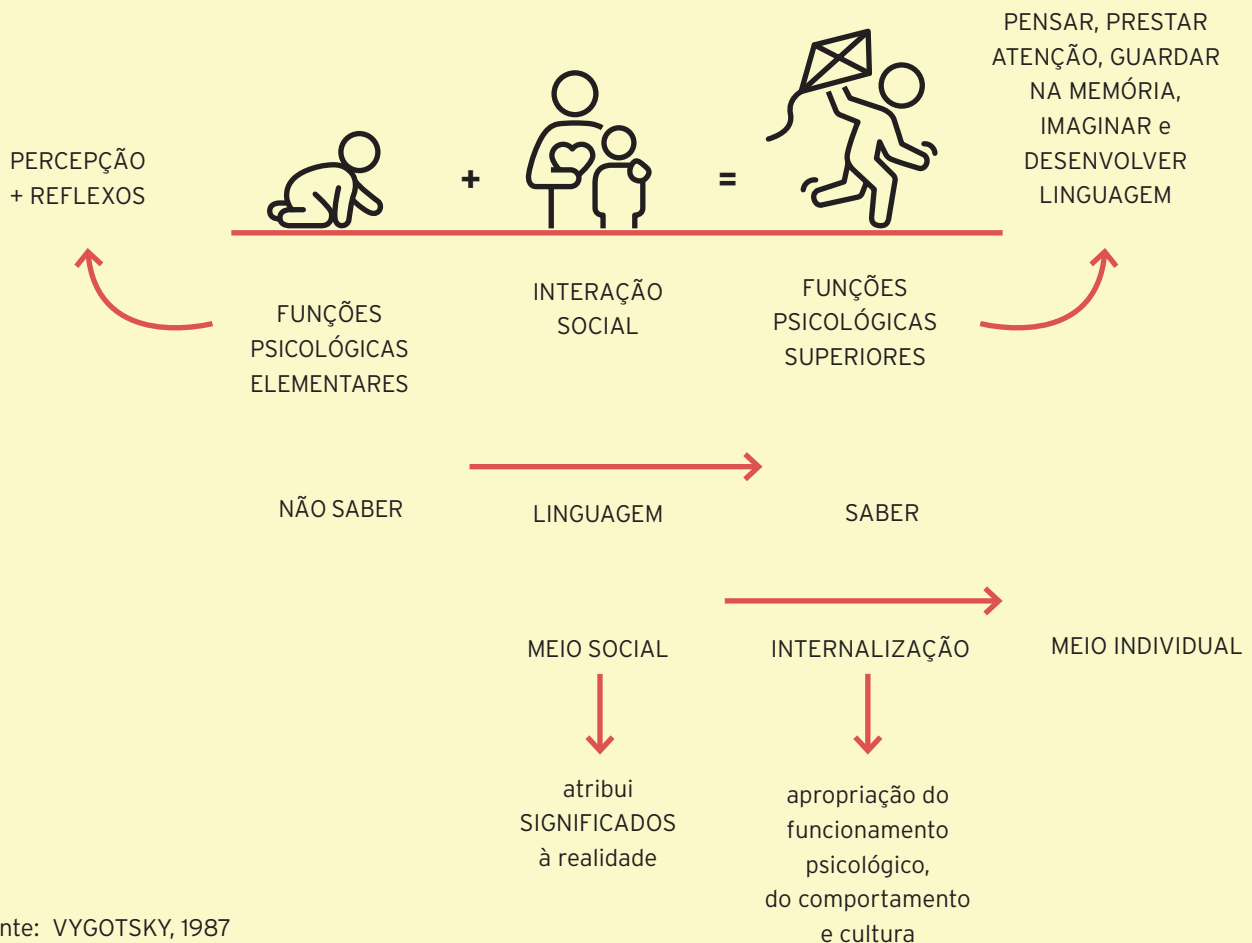 PENSAR, PRESTAR
ATENÇÃO, GUARDAR
NA MEMÓRIA,
IMAGINAR e
DESENVOLVER
LINGUAGEM
PERCEPÇÃO
+ REFLEXOS
+
=
FUNÇÕES
PSICOLÓGICAS
ELEMENTARES
INTERAÇÃO
SOCIAL
FUNÇÕES
PSICOLÓGICAS
SUPERIORES
NÃO SABER
LINGUAGEM
SABER
MEIO SOCIAL
INTERNALIZAÇÃO
MEIO INDIVIDUAL
atribui
SIGNIFICADOS
à realidade
apropriação do
funcionamento
psicológico,
do comportamento
e cultura
nte: VYGOTSKY, 1987